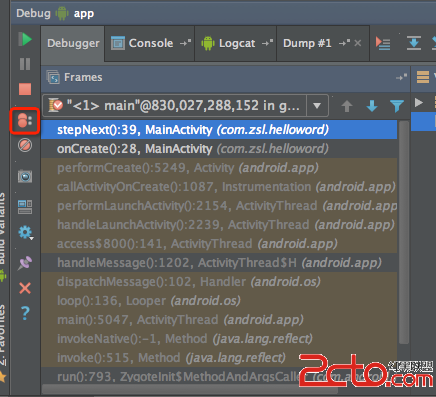 Debug app
Debugger Console Logcat Dump #1
Frames
"<1> main"@830,027,288,152 in g...
stepNext():39, MainActivity (com.zsl.helloword)
onCreate():28, MainActivity (com.zsl.helloword)
performCreate():5249, Activity (android.app)
callActivityOnCreate():1087, Instrumentation (android.app)
performLaunchActivity():2154, ActivityThread (android.app)
handleLaunchActivity():2239, ActivityThread (android.app)
access$800():141, ActivityThread (android.app)
handleMessage():1202, ActivityThread$H (android.app)
dispatchMessage():102, Handler (android.os)
loop():136, Looper (android.os)
main():5047, ActivityThread (android.app)
invokeNative():-1, Method (java.lang.reflect)
invoke():515, Method (java.lang.reflect)
run():793, ZygoteInit$MethodAndArgsCaller (com.andro
Build Variants
2: Favorites
2cto.com